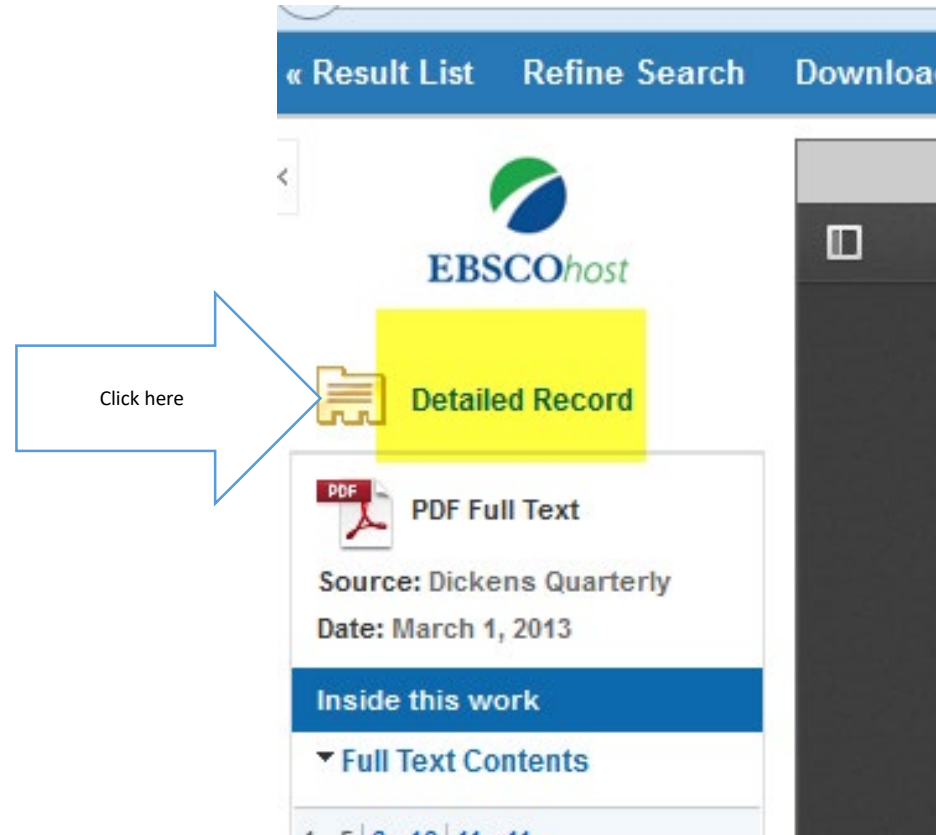 « Result List Refine Search Downloa
EBSCOhost
Click here
Detailed Record
PDF
PDF Full Text
Source: Dickens Quarterly
Date: March 1, 2013
Inside this work
Full Text Contents